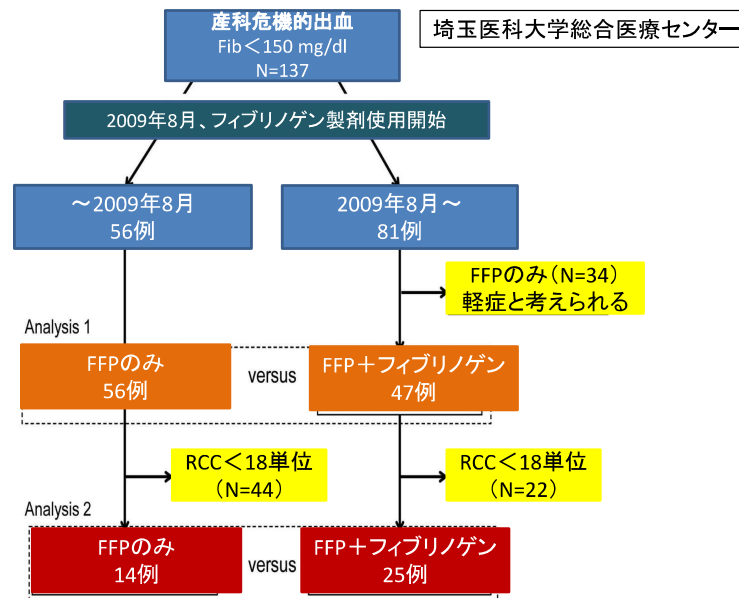 産科危機的出血
Fib＜150 mg/dl
N=137
埼玉医科大学総合医療センター
2009年8月、フィブリノゲン製剤使用開始
～2009年8月
56例
2009年8月～
81例
FFPのみ（N=34）
軽症と考えられる
Analysis 1
FFPのみ
56例
versus
FFP＋フィブリノゲン
47例
RCC＜18単位
（N=44）
RCC＜18単位
（N=22）
Analysis 2
FFPのみ
14例
versus
FFP＋フィブリノゲン
25例